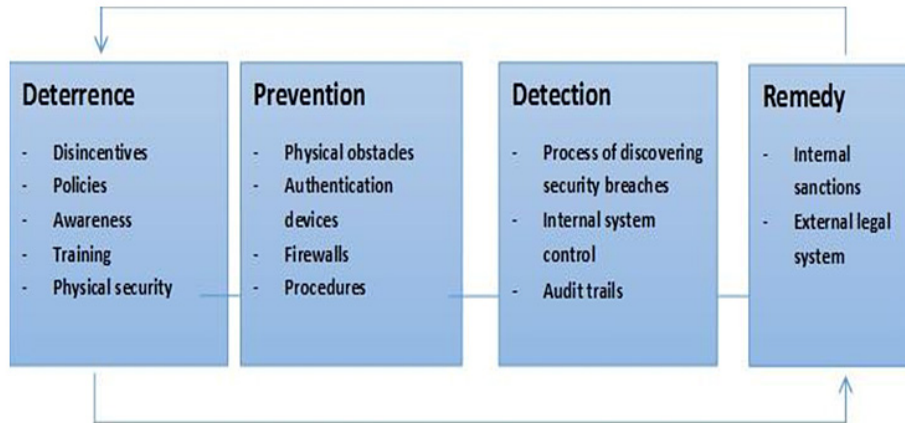 Deterrence
- Disincentives
- Policies
- Awareness
- Training
- Physical security
Prevention
- Physical obstacles
- Authentication
devices
- Firewalls
- Procedures
Detection
- Process of discovering
security breaches
- Internal system
control
- Audit trails
Remedy
- Internal
sanctions
- External legal
system